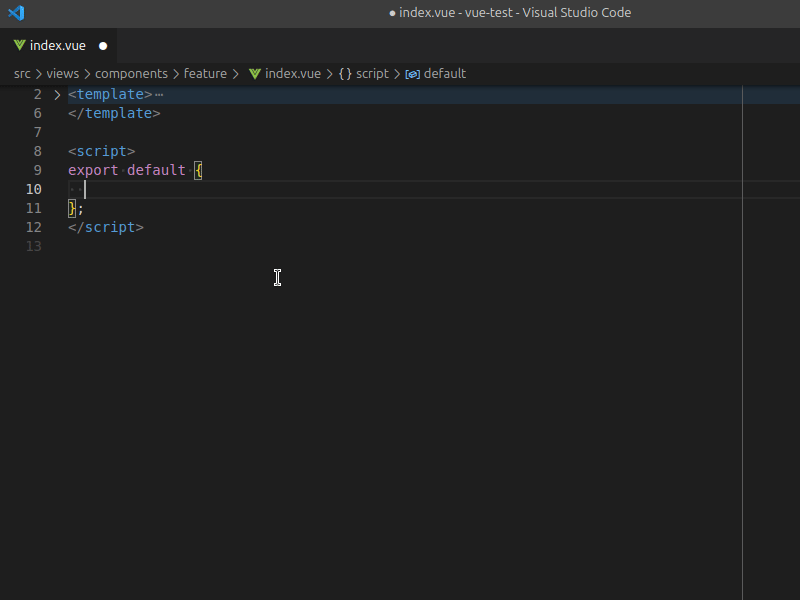 ● index.vue - vue-test - Visual Studio Code
index.vue ●
src > views > components > feature > index.vue > {} script > default
2 > <template>⋯
6 </template>
7
8 <script>
9 export·default·{
10 ··
11 };
12 </script>
13